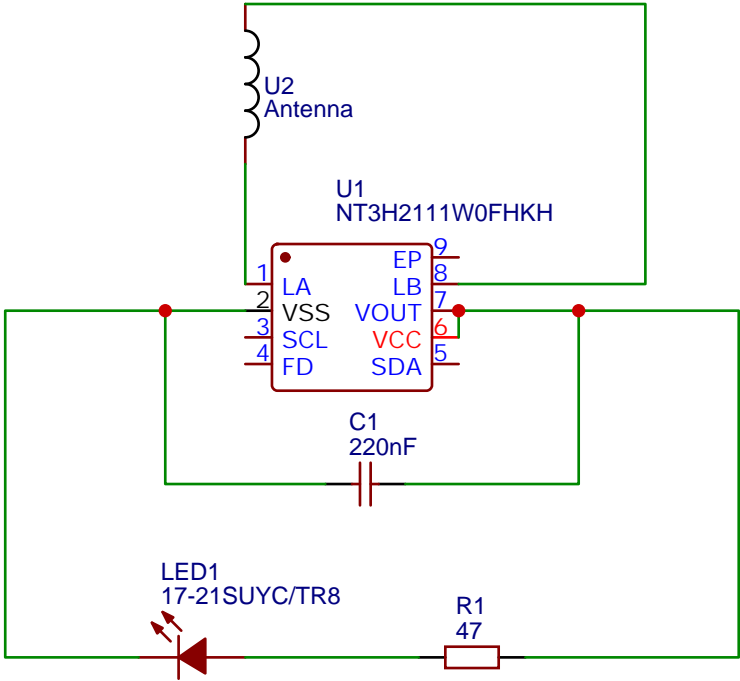 U2
Antenna
U1
NT3H2111W0FHKH
1 LA
2 VSS
3 SCL
4 FD
EP 9
LB 8
VOUT 7
VCC 6
SDA 5
C1
220nF
LED1
17-21SUYC/TR8
R1
47